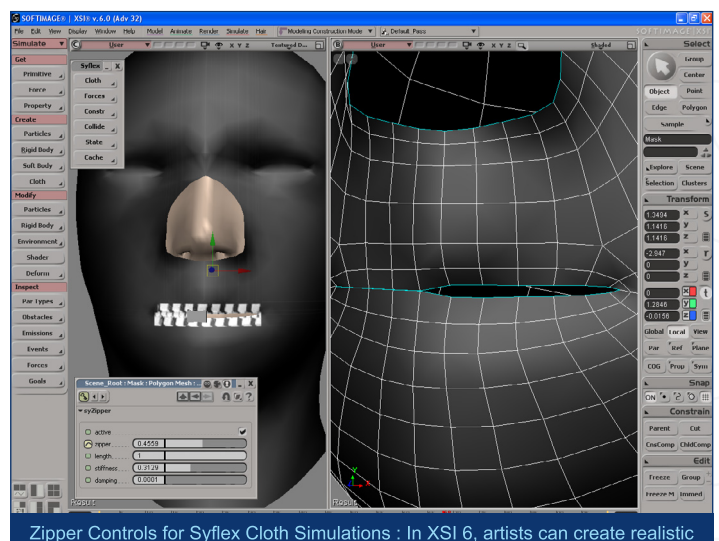 SOFTIMAGE® | XSI® v.6.0 (Adv 32)
File Edit View Display Window Help Model Animate Render Simulate Hair Modeling Construction Mode Default_Pass SOFTIMAGE|XSI
Simulate
Get
Primitive
Force
Property
Create
Particles
Rigid Body
Soft Body
Cloth
Modify
Particles
Rigid Body
Environment
Shader
Deform
Inspect
Par Types
Obstacles
Emissions
Events
Forces
Goals
C User X Y Z Textured D...
Syflex _ X
Cloth
Forces
Constr
Collide
State
Cache
Scene_Root : Mask : Polygon Mesh : ...
syZipper
active
zipper 0.4559
length 1
stiffness 0.3129
damping 0.0001
Result
B User X Y Z Shaded
Y
X
Result
Select
Group
Center
Object Point
Edge Polygon
Sample
Mask
Explore Scene
Selection Clusters
Transform
1.3494 x S
1.1416 y
1.1416 z
-2.947 x r
0 y
0 z
0 X t
1.2846 y
-0.0156 z
Global Local View
Par Ref Plane
COG Prop Sym
Snap
ON
Constrain
Parent Cut
CnsComp ChldComp
Edit
Freeze Group
Freeze M Immed
Zipper Controls for Syflex Cloth Simulations : In XSI 6, artists can create realistic